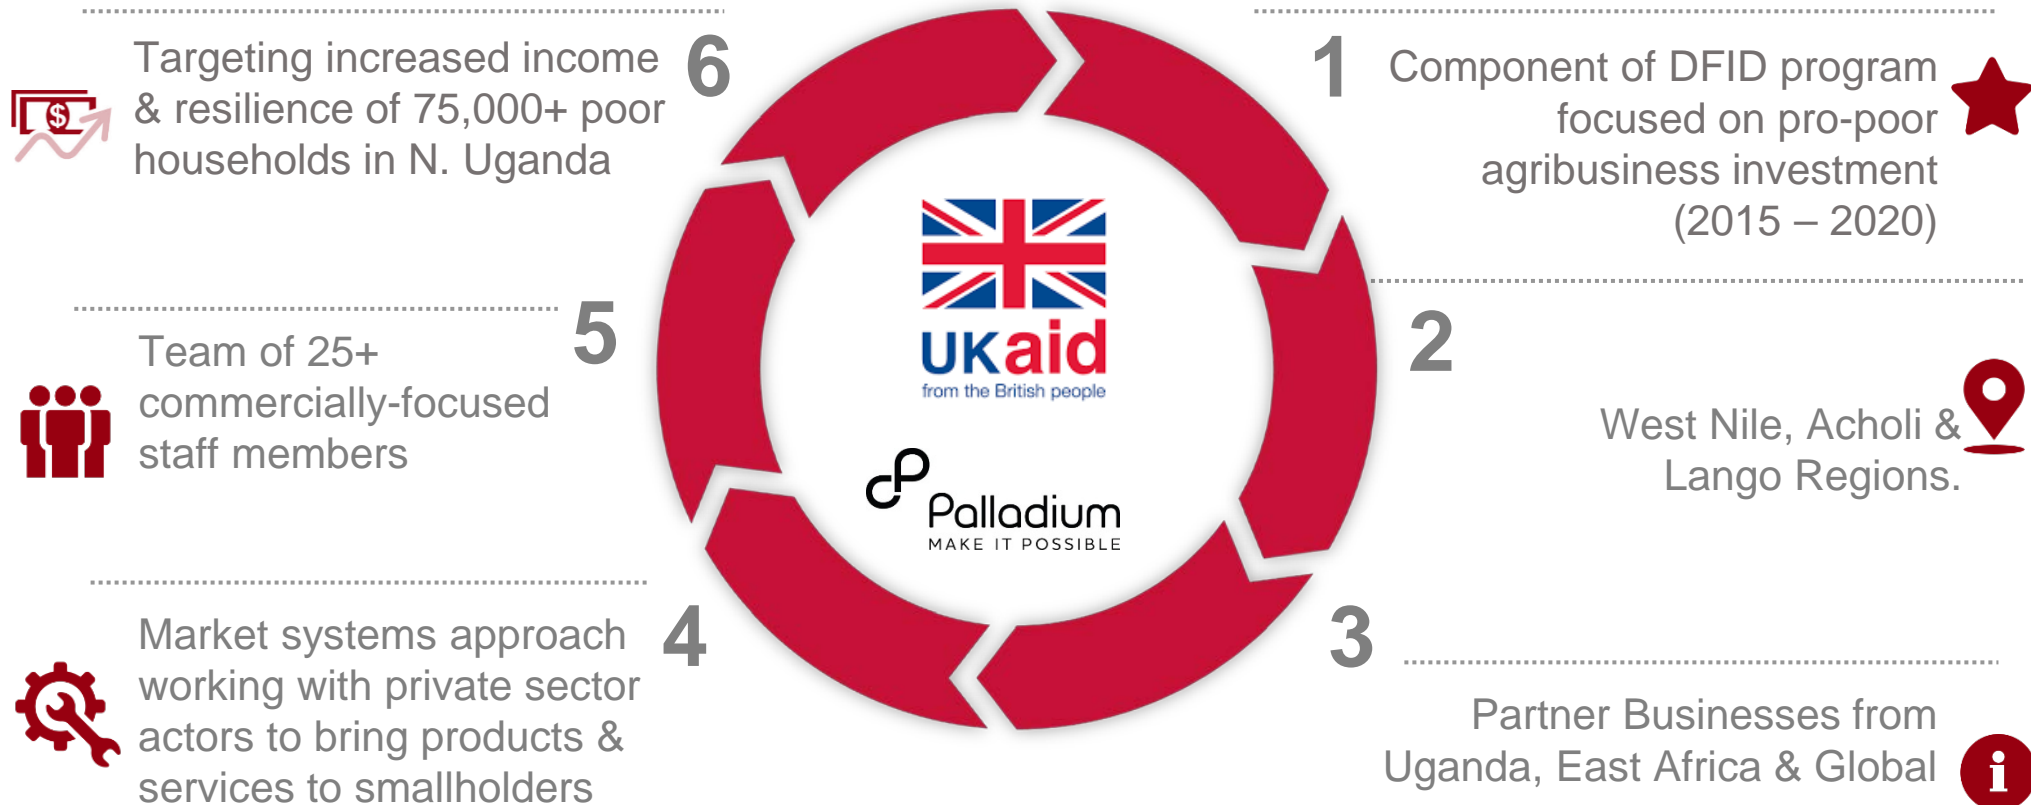 1
Component of DFID program
focused on pro-poor
agribusiness investment
(2015 – 2020)
2
West Nile, Acholi &
Lango Regions.
3
Partner Businesses from
Uganda, East Africa & Global
i
4
Market systems approach
working with private sector
actors to bring products &
services to smallholders
5
Team of 25+
commercially-focused
staff members
6
Targeting increased income
& resilience of 75,000+ poor
households in N. Uganda
$
UKaid
from the British people
Palladium
MAKE IT POSSIBLE